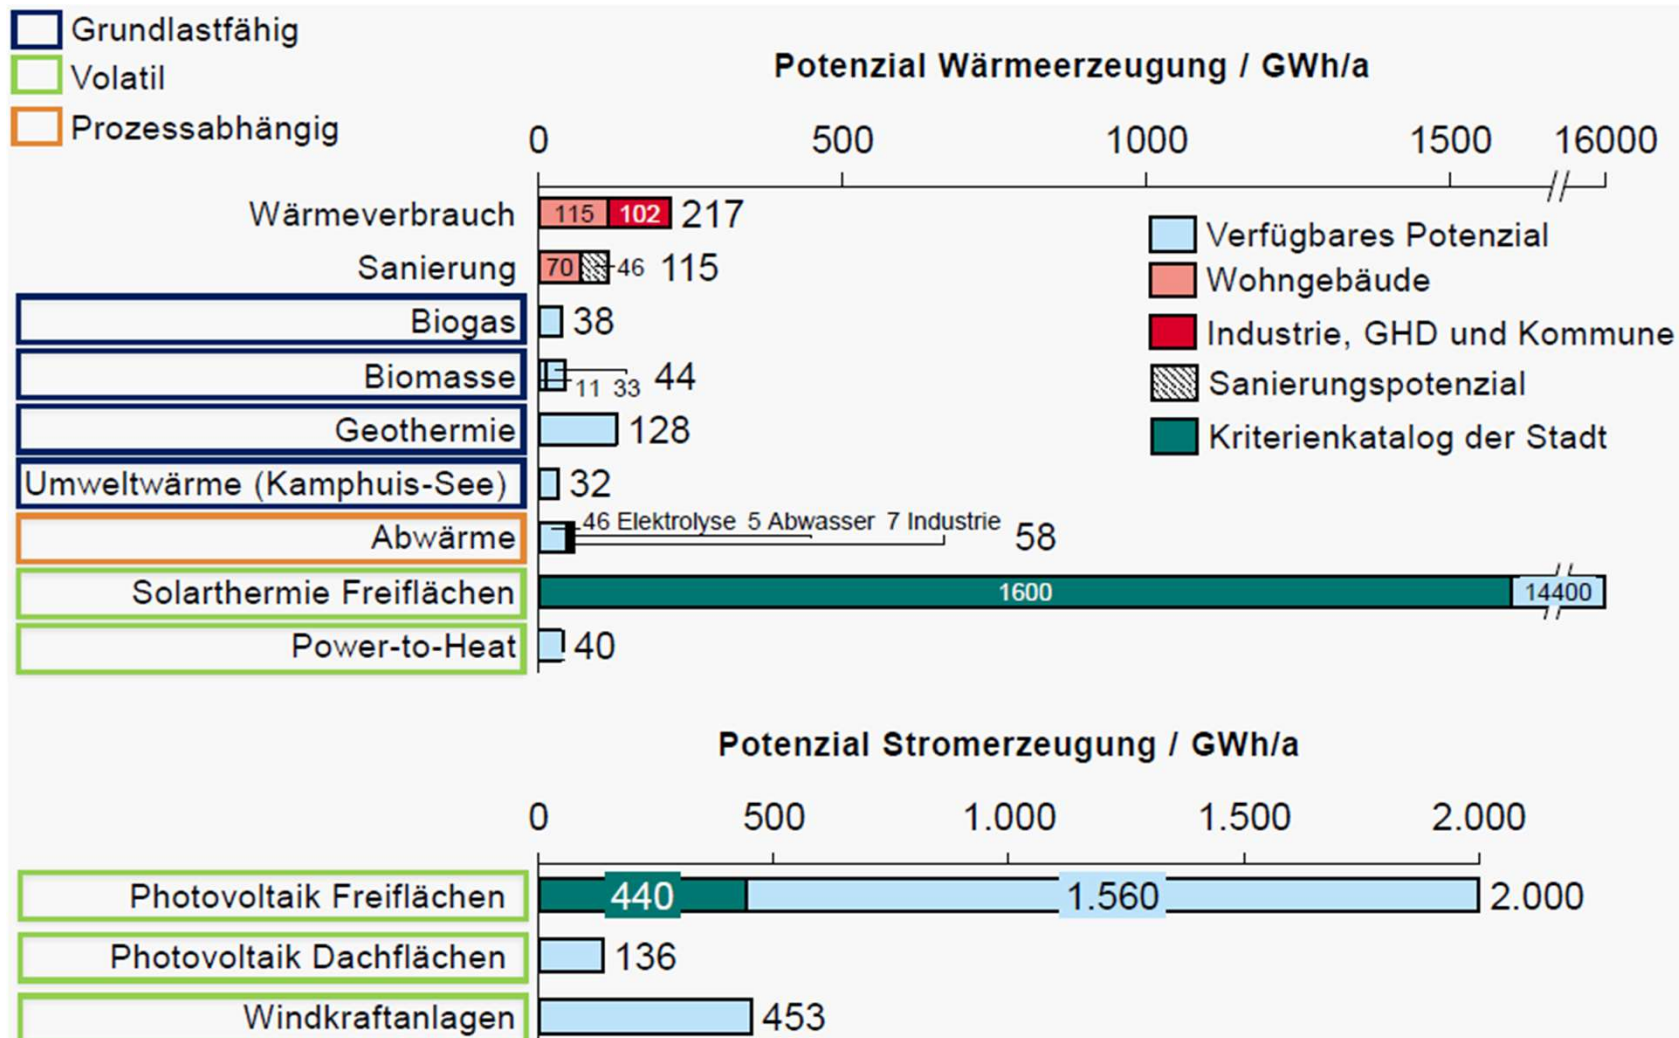 Grundlastfähig
Volatil
Prozessabhängig
Potenzial Wärmeerzeugung / GWh/a
0 500 1000 1500 16000
Wärmeverbrauch 115 102 217
Sanierung 70 46 115
Biogas 38
Biomasse 11 33 44
Geothermie 128
Umweltwärme (Kamphuis-See) 32
Abwärme 46 Elektrolyse 5 Abwasser 7 Industrie 58
Solarthermie Freiflächen 1600 14400
Power-to-Heat 40
Verfügbares Potenzial
Wohngebäude
Industrie, GHD und Kommune
Sanierungspotenzial
Kriterienkatalog der Stadt
Potenzial Stromerzeugung / GWh/a
0 500 1.000 1.500 2.000
Photovoltaik Freiflächen 440 1.560 2.000
Photovoltaik Dachflächen 136
Windkraftanlagen 453